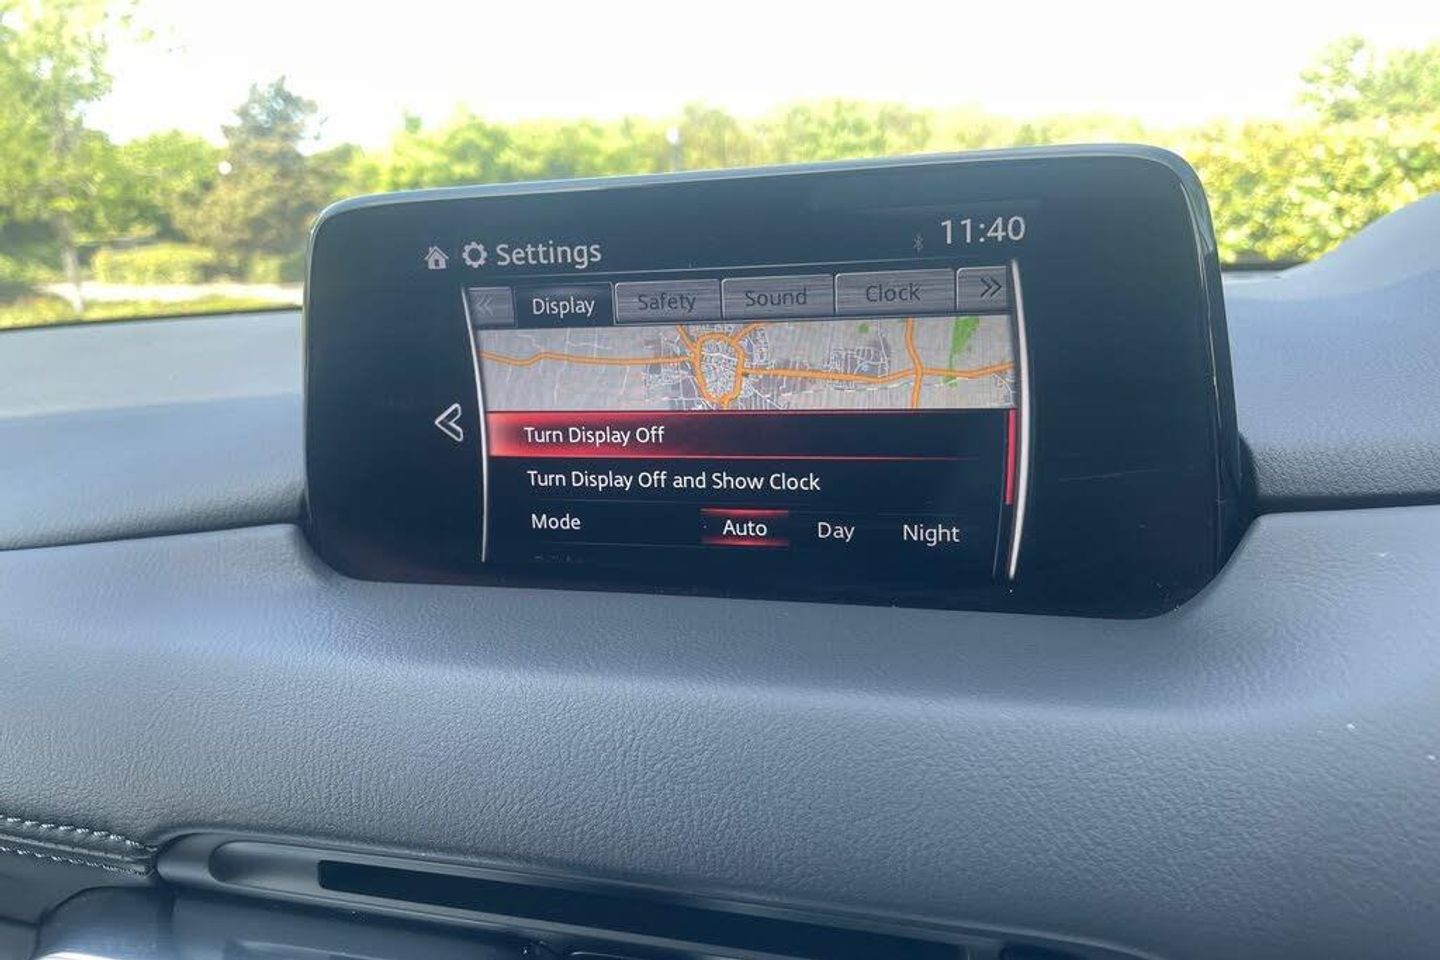 Settings
11:40
Display Safety Sound Clock
Turn Display Off
Turn Display Off and Show Clock
Mode Auto Day Night